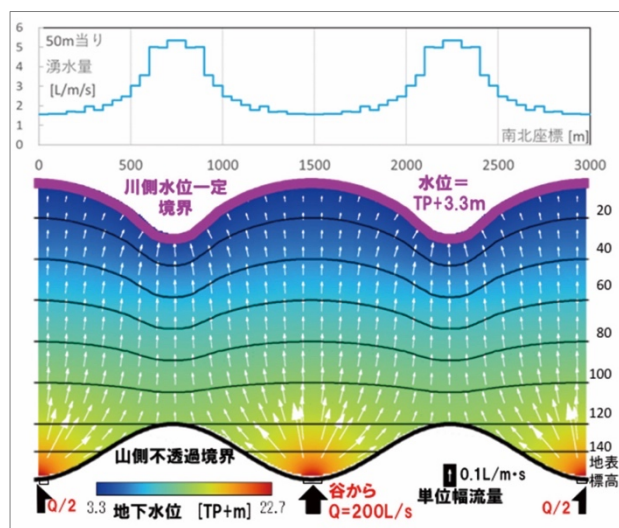 6
5
4
3
2
1
0
50m当り
湧水量
[L/m/s]
南北座標 [m]
0
500
1000
1500
2000
2500
3000
川側水位一定
境界
水位＝
TP+3.3m
20
40
60
80
100
120
140
地表
標高
山側不透過境界
0.1L/m・s
単位幅流量
Q/2
3.3
地下水位 [TP+m]
22.7
谷から
Q=200L/s
Q/2